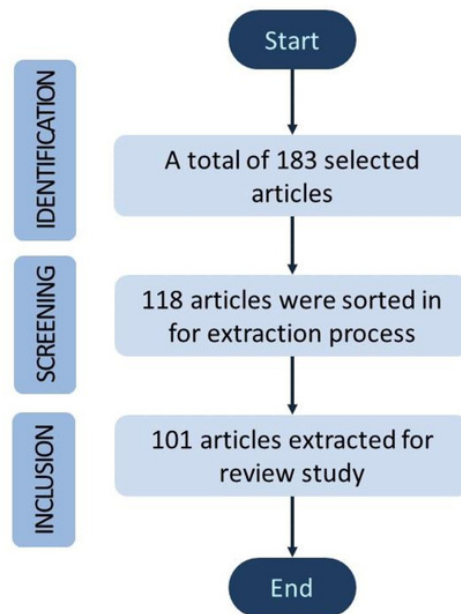 Start
IDENTIFICATION
A total of 183 selected
articles
SCREENING
118 articles were sorted in
for extraction process
INCLUSION
101 articles extracted for
review study
End